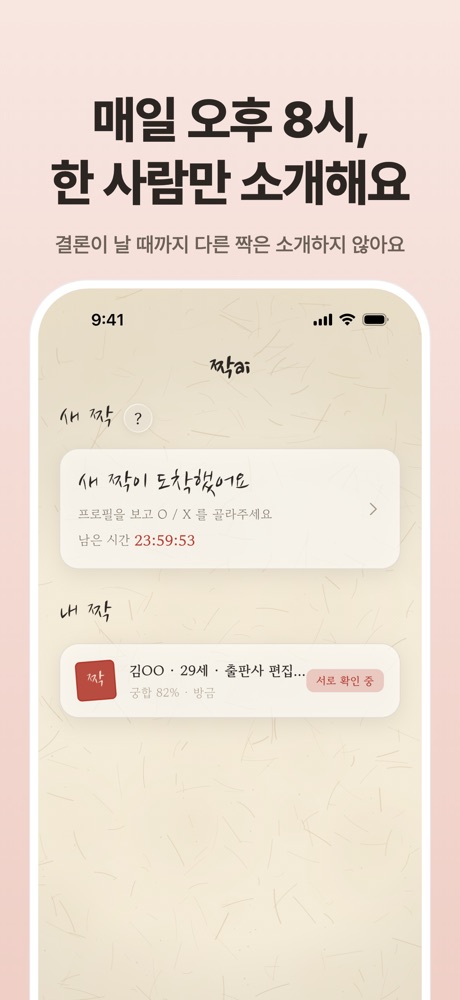 매일 오후 8시,
한 사람만 소개해요
결론이 날 때까지 다른 짝은 소개하지 않아요
9:41
짝ai
새 짝 ?
새 짝이 도착했어요
프로필을 보고 O / X 를 골라주세요
남은 시간 23:59:53
내 짝
짝
김OO · 29세 · 출판사 편집...
서로 확인 중
궁합 82% · 방금